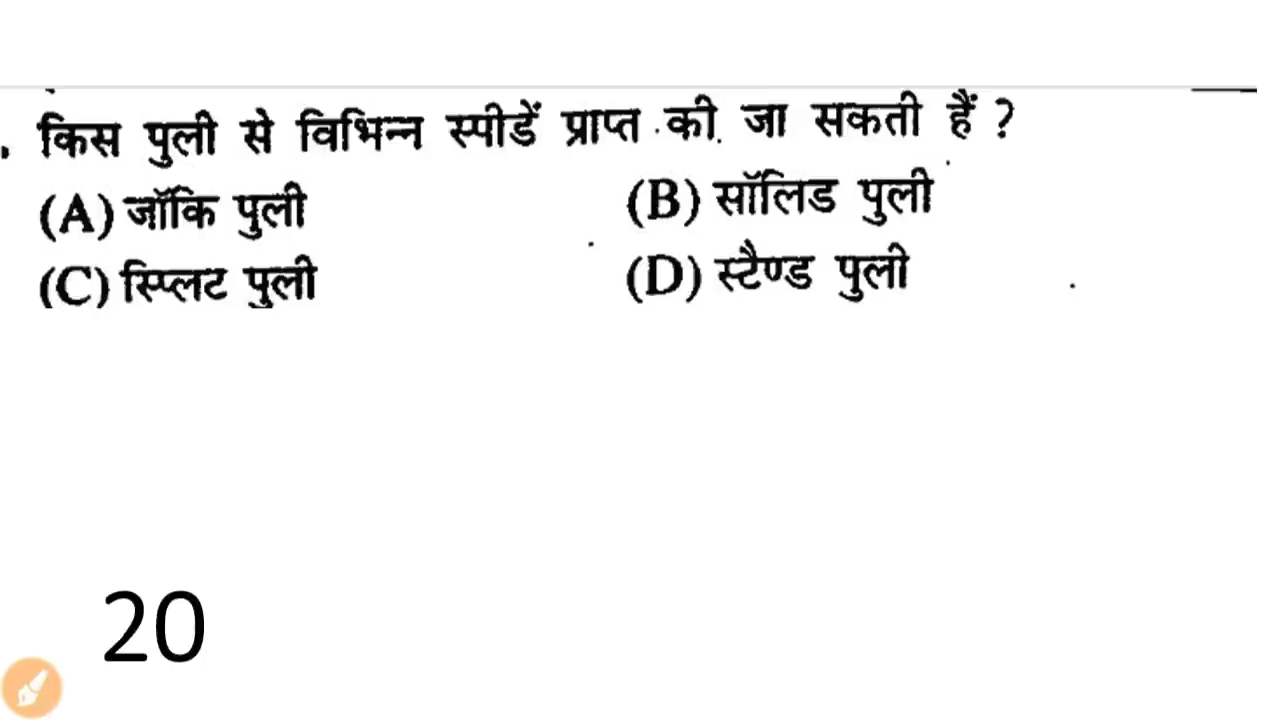 . किस पुली से विभिन्न स्पीडें प्राप्त की जा सकती हैं ?
(A) जॉकि पुली (B) सॉलिड पुली
(C) स्प्लिट पुली (D) स्टैण्ड पुली
20